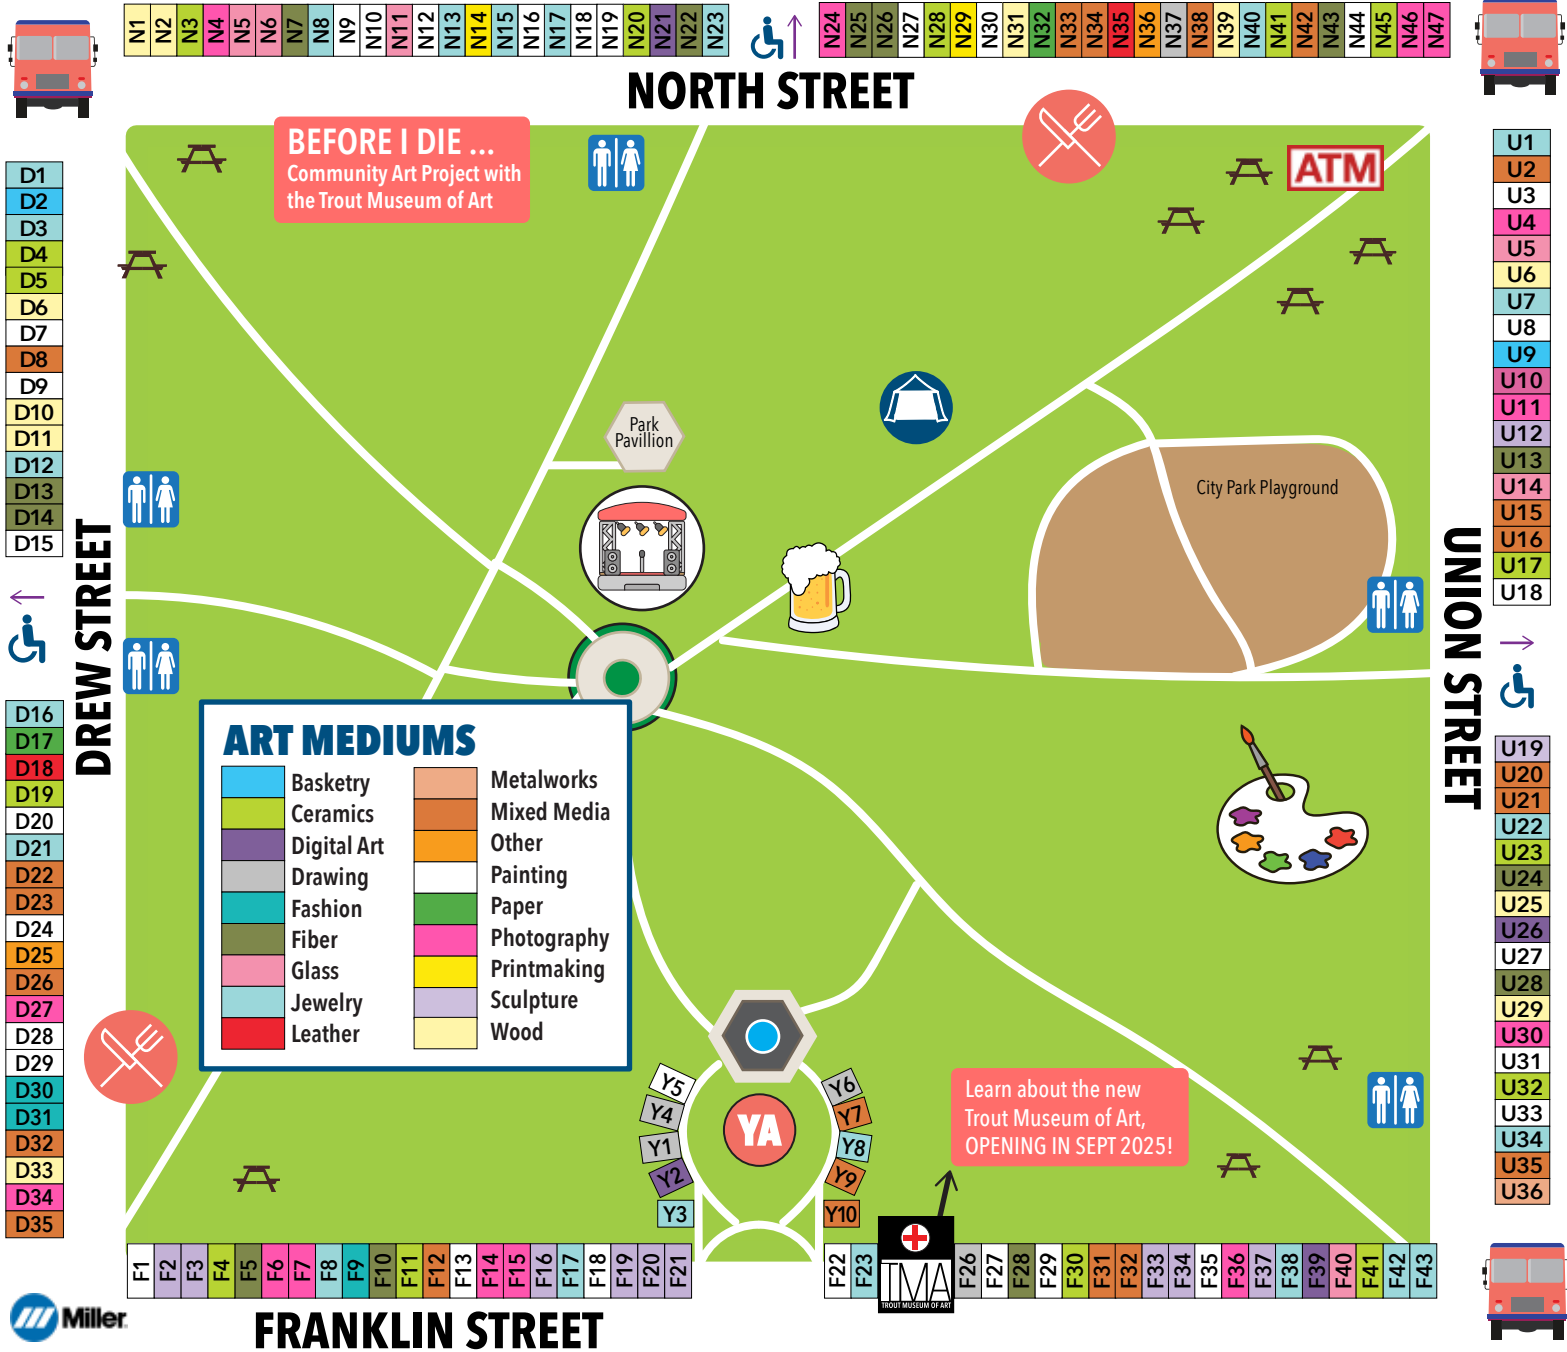 N1 N2 N3 N4 N5 N6 N7 N8 N9 N10 N11 N12 N13 N14 N15 N16 N17 N18 N19 N20 N21 N22 N23
N24 N25 N26 N27 N28 N29 N30 N31 N32 N33 N34 N35 N36 N37 N38 N39 N40 N41 N42 N43 N44 N45 N46 N47
NORTH STREET
BEFORE I DIE ...
Community Art Project with
the Trout Museum of Art
ATM
D1
D2
D3
D4
D5
D6
D7
D8
D9
D10
D11
D12
D13
D14
D15
DREW STREET
D16
D17
D18
D19
D20
D21
D22
D23
D24
D25
D26
D27
D28
D29
D30
D31
D32
D33
D34
D35
Park
Pavillion
City Park Playground
U1
U2
U3
U4
U5
U6
U7
U8
U9
U10
U11
U12
U13
U14
U15
U16
U17
U18
UNION STREET
U19
U20
U21
U22
U23
U24
U25
U26
U27
U28
U29
U30
U31
U32
U33
U34
U35
U36
ART MEDIUMS
Basketry
Ceramics
Digital Art
Drawing
Fashion
Fiber
Glass
Jewelry
Leather
Metalworks
Mixed Media
Other
Painting
Paper
Photography
Printmaking
Sculpture
Wood
Y5
Y4
Y1
Y2
Y3
YA
Y6
Y7
Y8
Y9
Y10
Learn about the new
Trout Museum of Art,
OPENING IN SEPT 2025!
F1 F2 F3 F4 F5 F6 F7 F8 F9 F10 F11 F12 F13 F14 F15 F16 F17 F18 F19 F20 F21
F22 F23
TMA
TROUT MUSEUM OF ART
F26 F27 F28 F29 F30 F31 F32 F33 F34 F35 F36 F37 F38 F39 F40 F41 F42 F43
Miller.
FRANKLIN STREET